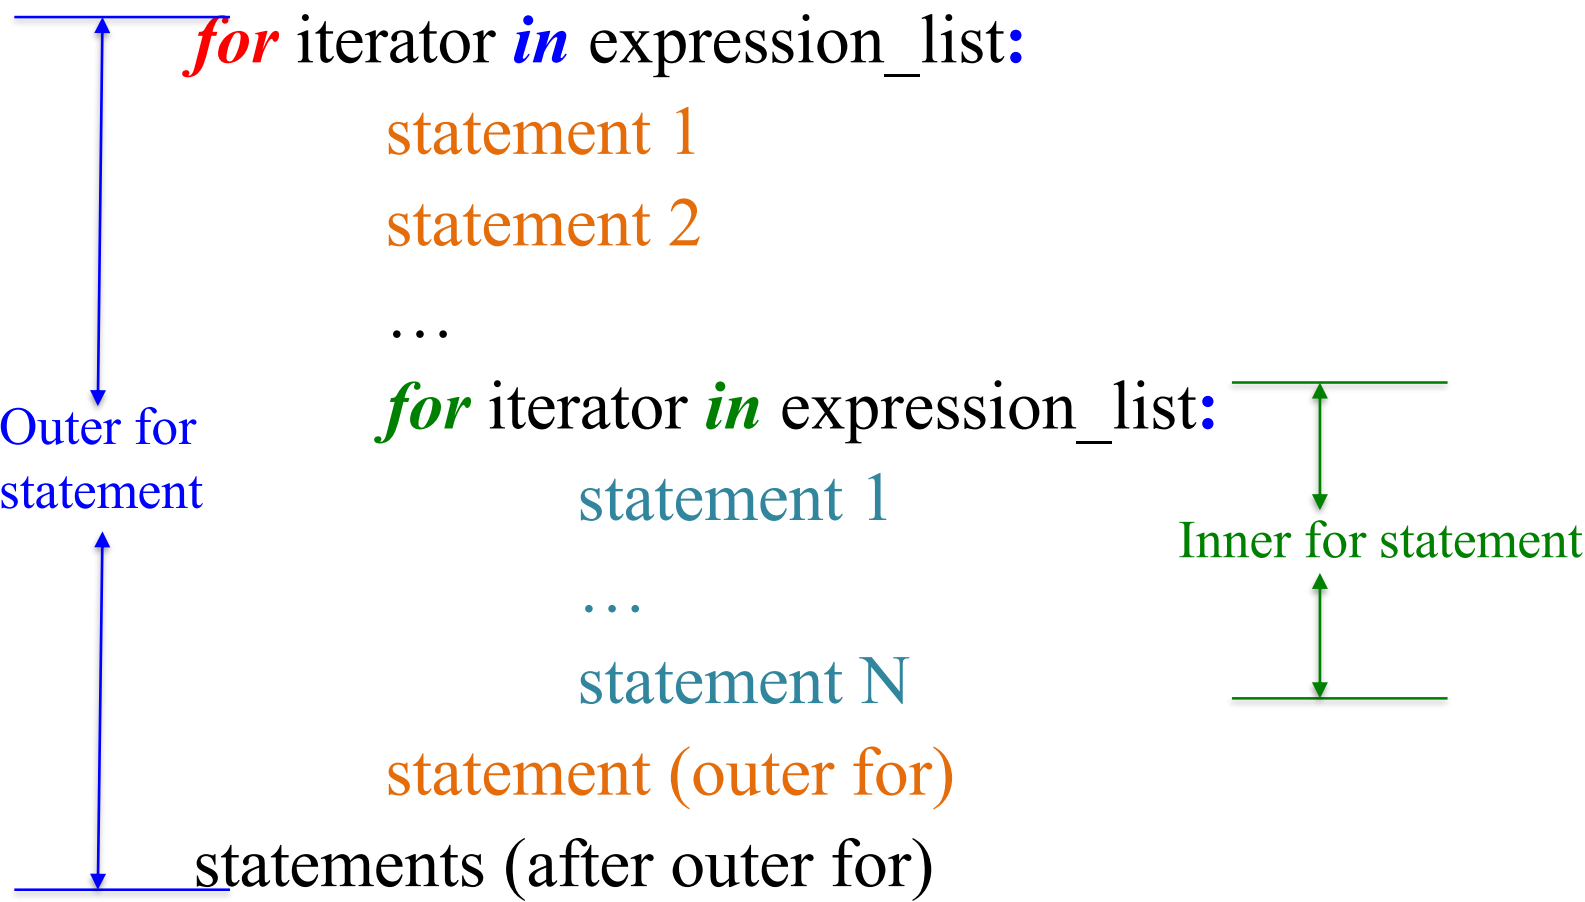 for iterator in expression_list:
statement 1
statement 2
…
for iterator in expression_list:
statement 1
…
statement N
statement (outer for)
statements (after outer for)
Outer for
statement
Inner for statement